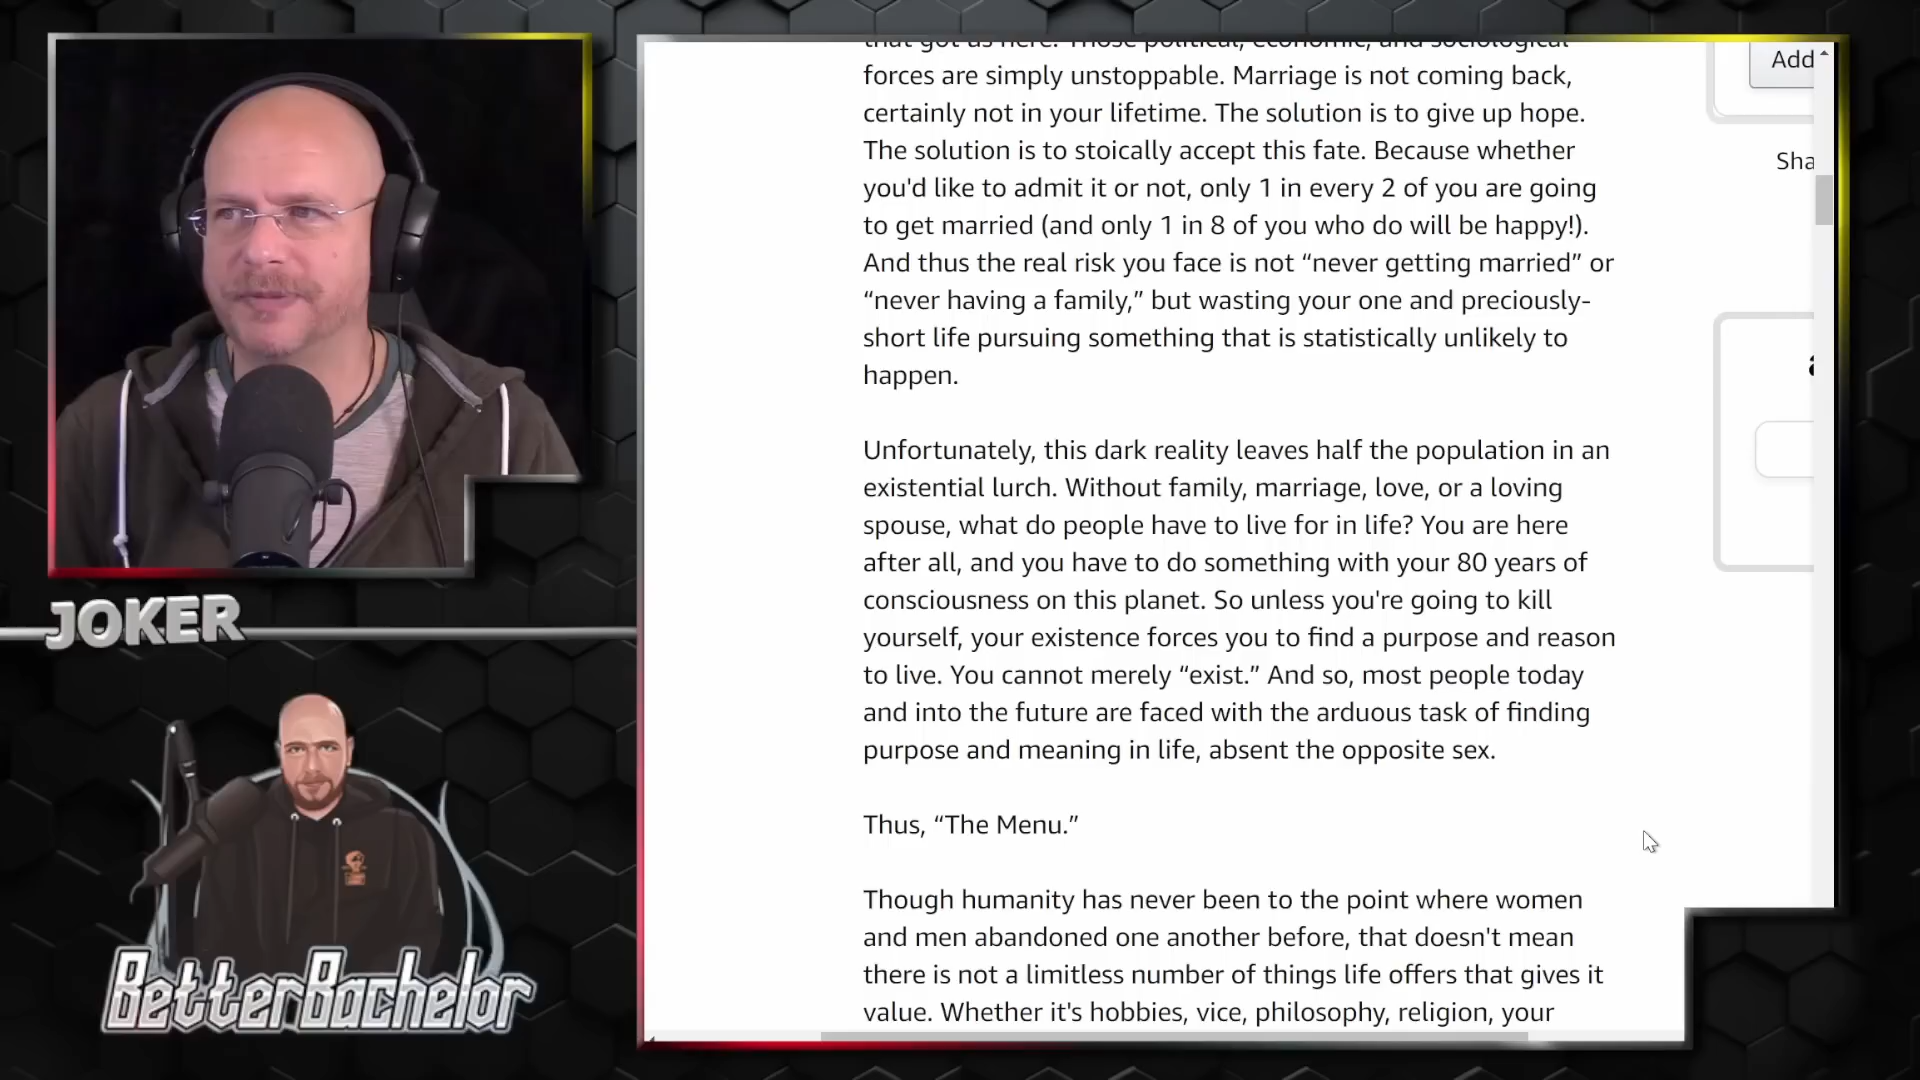 that got us here. Those political, economic, and sociological
forces are simply unstoppable. Marriage is not coming back,
certainly not in your lifetime. The solution is to give up hope.
The solution is to stoically accept this fate. Because whether
you'd like to admit it or not, only 1 in every 2 of you are going
to get married (and only 1 in 8 of you who do will be happy!).
And thus the real risk you face is not “never getting married” or
“never having a family,” but wasting your one and preciously-
short life pursuing something that is statistically unlikely to
happen.
Unfortunately, this dark reality leaves half the population in an
existential lurch. Without family, marriage, love, or a loving
spouse, what do people have to live for in life? You are here
after all, and you have to do something with your 80 years of
consciousness on this planet. So unless you're going to kill
yourself, your existence forces you to find a purpose and reason
to live. You cannot merely “exist.” And so, most people today
and into the future are faced with the arduous task of finding
purpose and meaning in life, absent the opposite sex.
Thus, “The Menu.”
Though humanity has never been to the point where women
and men abandoned one another before, that doesn't mean
there is not a limitless number of things life offers that gives it
value. Whether it's hobbies, vice, philosophy, religion, your
Add
Sha
JOKER
BetterBachelor